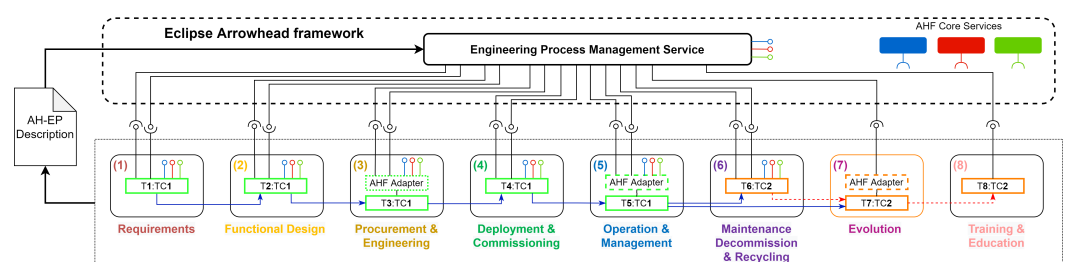 Eclipse Arrowhead framework
AHF Core Services
Engineering Process Management Service
AH-EP
Description
(1)
(2)
(3)
(4)
(5)
(6)
(7)
(8)
T1:TC1
T2:TC1
AHF Adapter
T3:TC1
T4:TC1
AHF Adapter
T5:TC1
T6:TC2
AHF Adapter
T7:TC2
T8:TC2
Requirements
Functional Design
Procurement &
Engineering
Deployment &
Commissioning
Operation &
Management
Maintenance
Decommission
& Recycling
Evolution
Training &
Education